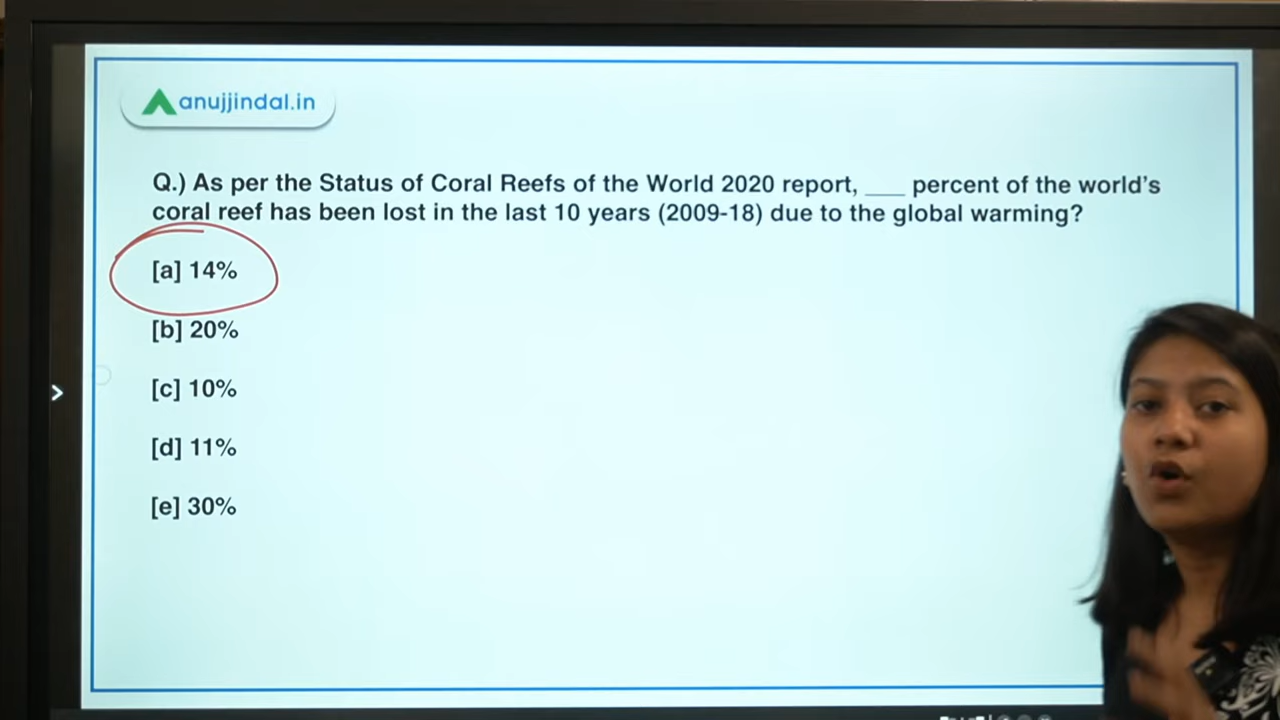 anujjindal.in
Q.) As per the Status of Coral Reefs of the World 2020 report, ___ percent of the world's
coral reef has been lost in the last 10 years (2009-18) due to the global warming?
[a] 14%
[b] 20%
[c] 10%
[d] 11%
[e] 30%